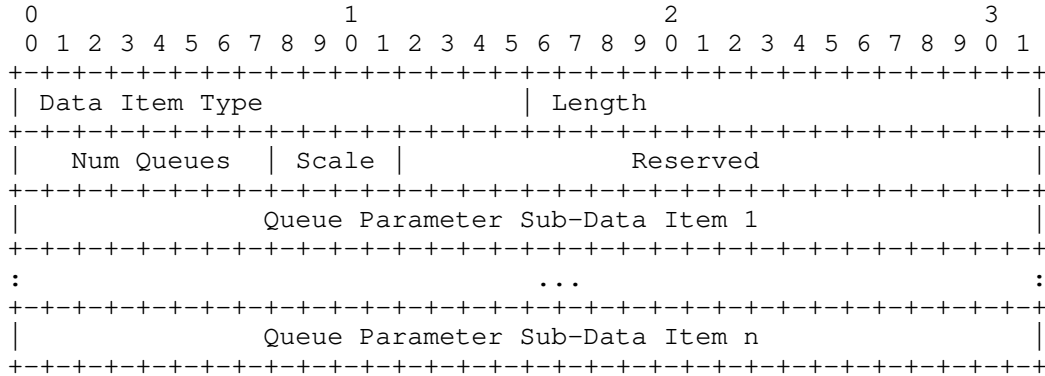 0                   1                   2                   3
 0 1 2 3 4 5 6 7 8 9 0 1 2 3 4 5 6 7 8 9 0 1 2 3 4 5 6 7 8 9 0 1
+-+-+-+-+-+-+-+-+-+-+-+-+-+-+-+-+-+-+-+-+-+-+-+-+-+-+-+-+-+-+-+-+
| Data Item Type                | Length                        |
+-+-+-+-+-+-+-+-+-+-+-+-+-+-+-+-+-+-+-+-+-+-+-+-+-+-+-+-+-+-+-+-+
|   Num Queues  | Scale |              Reserved                 |
+-+-+-+-+-+-+-+-+-+-+-+-+-+-+-+-+-+-+-+-+-+-+-+-+-+-+-+-+-+-+-+-+
|               Queue Parameter Sub-Data Item 1                 |
+-+-+-+-+-+-+-+-+-+-+-+-+-+-+-+-+-+-+-+-+-+-+-+-+-+-+-+-+-+-+-+-+
:                                ...                            :
+-+-+-+-+-+-+-+-+-+-+-+-+-+-+-+-+-+-+-+-+-+-+-+-+-+-+-+-+-+-+-+-+
|               Queue Parameter Sub-Data Item n                 |
+-+-+-+-+-+-+-+-+-+-+-+-+-+-+-+-+-+-+-+-+-+-+-+-+-+-+-+-+-+-+-+-+